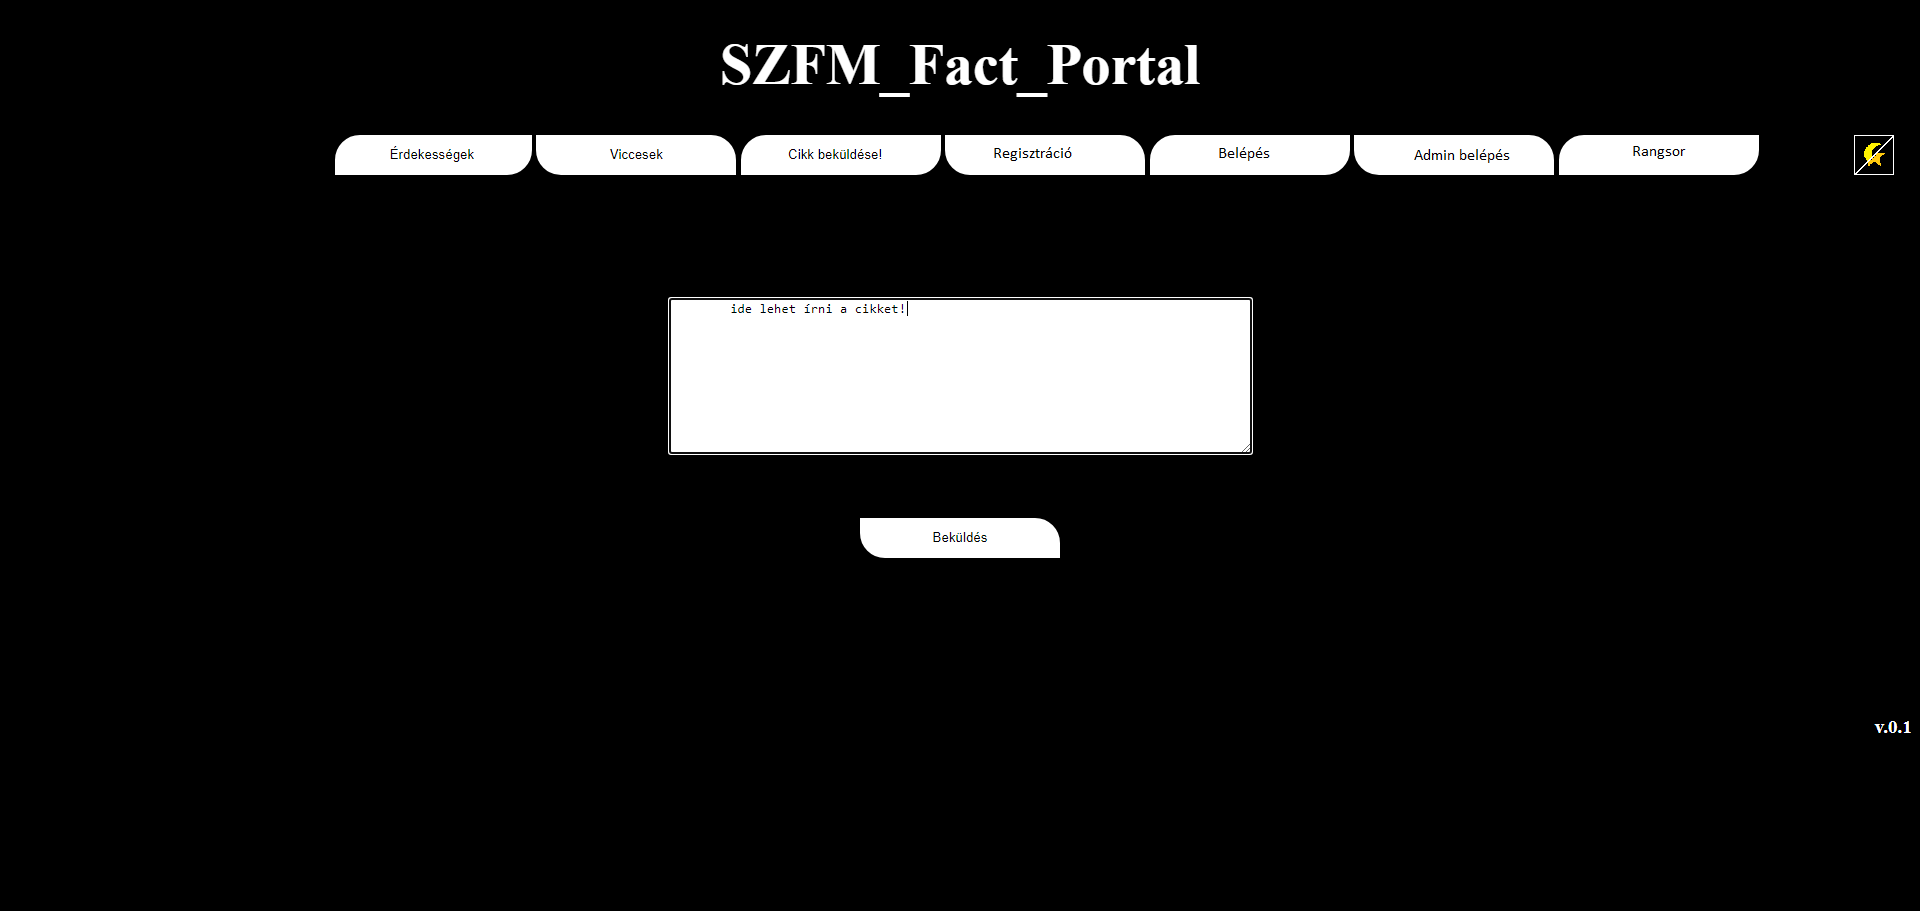 SZFM_Fact_Portal
Érdekességek Viccesek Cikk beküldése! Regisztráció Belépés Admin belépés Rangsor
ide lehet írni a cikket!
Beküldés
v.0.1